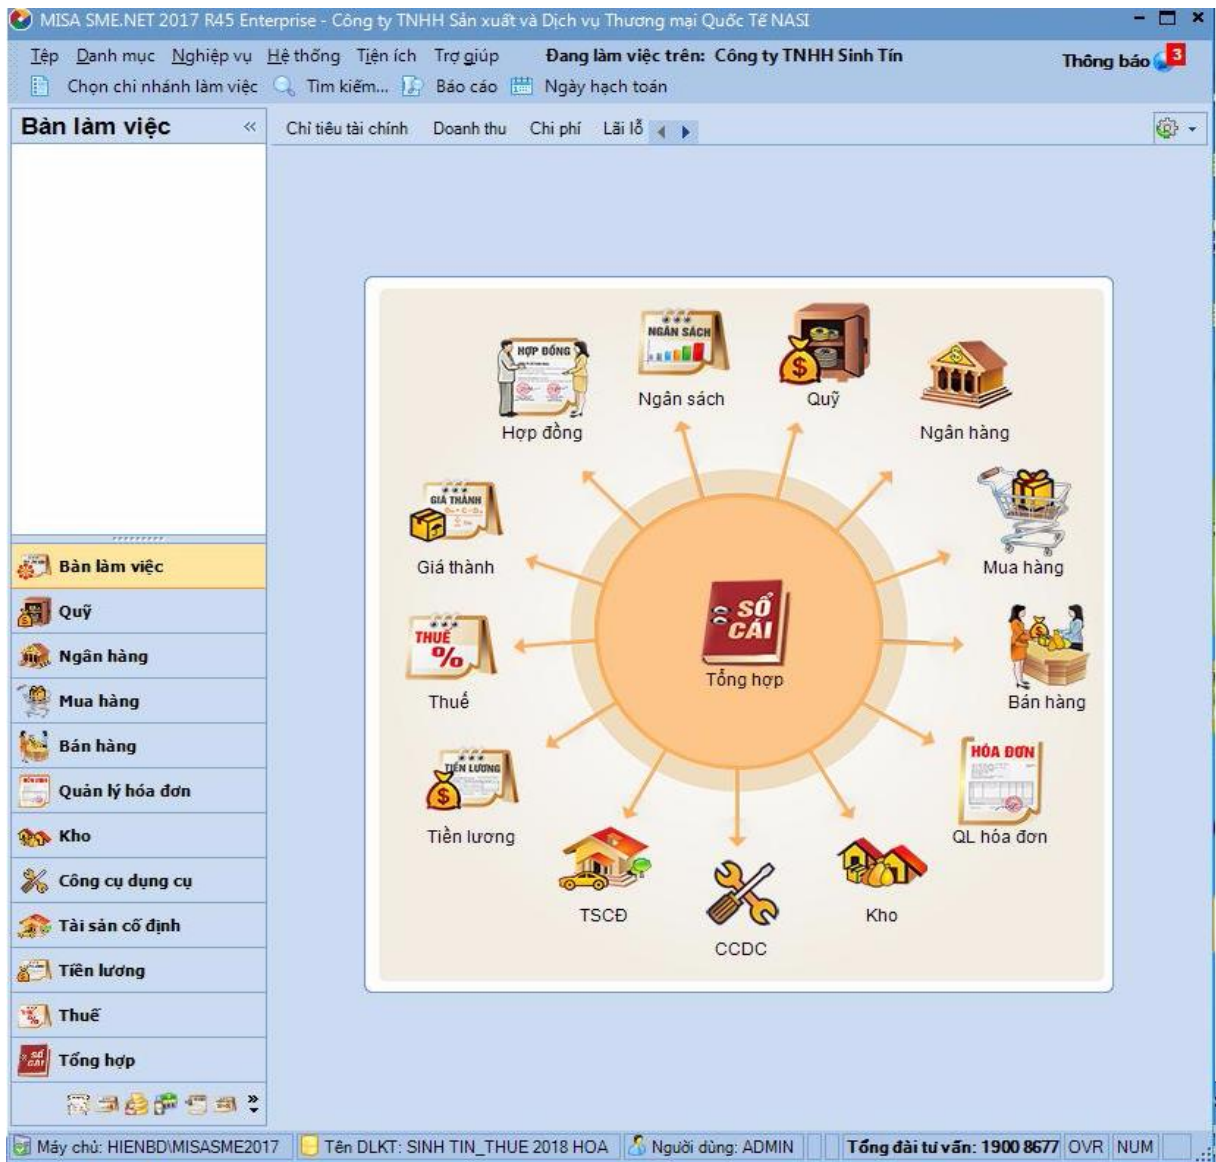 MISA SME.NET 2017 R45 Enterprise - Công ty TNHH Sản xuất và Dịch vụ Thương mại Quốc Tế NASI
Tệp Danh mục Nghiệp vụ Hệ thống Tiện ích Trợ giúp Đang làm việc trên: Công ty TNHH Sinh Tín Thông báo 3
Chọn chi nhánh làm việc Tìm kiếm... Báo cáo Ngày hạch toán
Bàn làm việc « Chỉ tiêu tài chính Doanh thu Chi phí Lãi lỗ
NGÂN SÁCH
HỢP ĐỒNG
Ngân sách Quỹ
Hợp đồng Ngân hàng
GIÁ THÀNH
Giá thành Mua hàng
THUẾ
%
SỔ CÁI
Tổng hợp
Thuế Bán hàng
HÓA ĐƠN
TIỀN LƯƠNG
Tiền lương QL hóa đơn
TSCĐ Kho
CCDC
Bàn làm việc
Quỹ
Ngân hàng
Mua hàng
Bán hàng
Quản lý hóa đơn
Kho
Công cụ dụng cụ
Tài sản cố định
Tiền lương
Thuế
SỔ CÁI Tổng hợp
Máy chủ: HIENBD\MISASME2017 Tên DLKT: SINH TIN_THUE 2018 HOA Người dùng: ADMIN Tổng đài tư vấn: 1900 8677 OVR NUM